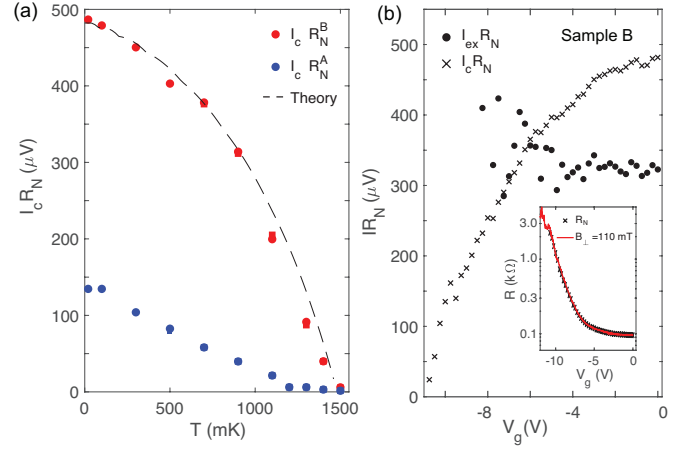 (a)
500
400
300
200
100
0
I_c R_N (μV)
0
500
1000
1500
T (mK)
I_c R_N^B
I_c R_N^A
Theory
(b)
500
400
300
200
100
0
IR_N (μV)
I_ex R_N
I_c R_N
Sample B
-8
-4
0
V_g(V)
R_N
B_⊥ =110 mT
3.0
1.0
0.3
0.1
R (kΩ)
-10
-5
0
V_g (V)